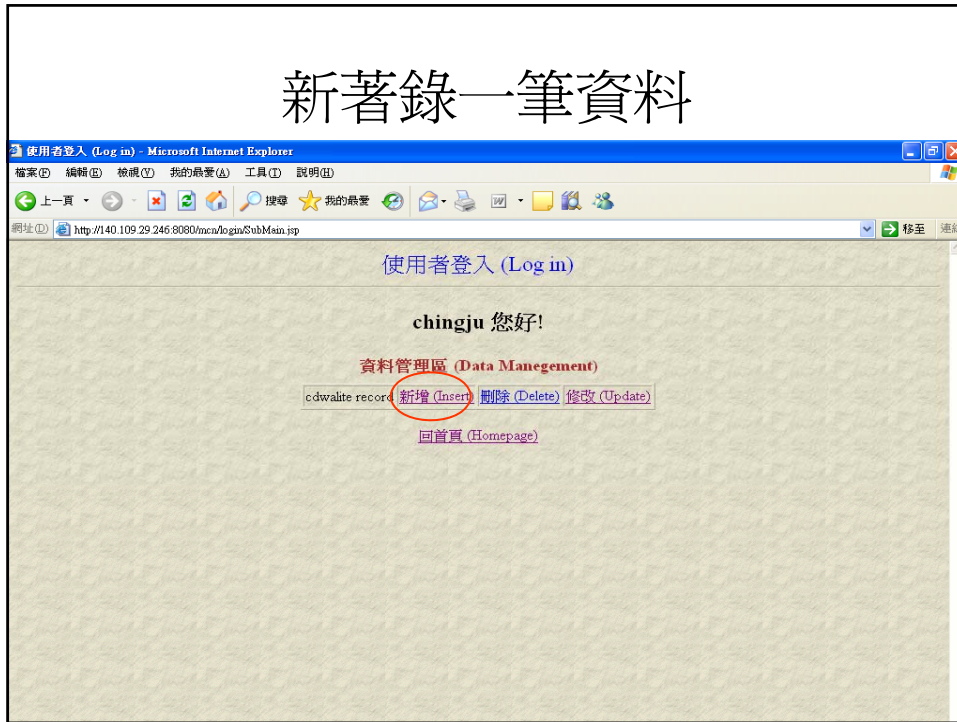 新著錄一筆資料
使用者登入 (Log in) - Microsoft Internet Explorer
檔案(F) 編輯(E) 檢視(V) 我的最愛(A) 工具(T) 說明(H)
上一頁 搜尋 我的最愛
網址(D) http://140.109.29.246:8080/mcn/login/SubMain.jsp 移至 連結
使用者登入 (Log in)
chingju 您好!
資料管理區 (Data Manegement)
cdwalite record 新增 (Insert) 刪除 (Delete) 修改 (Update)
回首頁 (Homepage)